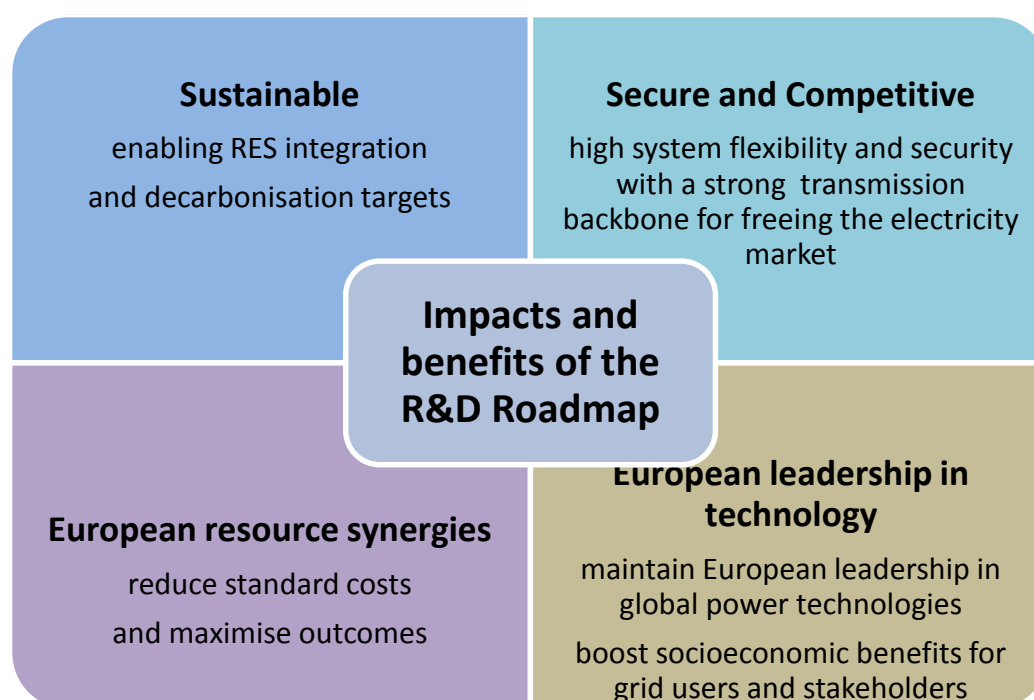 Sustainable
enabling RES integration
and decarbonisation targets
Secure and Competitive
high system flexibility and security
with a strong transmission
backbone for freeing the electricity
market
Impacts and
benefits of the
R&D Roadmap
European resource synergies
reduce standard costs
and maximise outcomes
European leadership in
technology
maintain European leadership in
global power technologies
boost socioeconomic benefits for
grid users and stakeholders